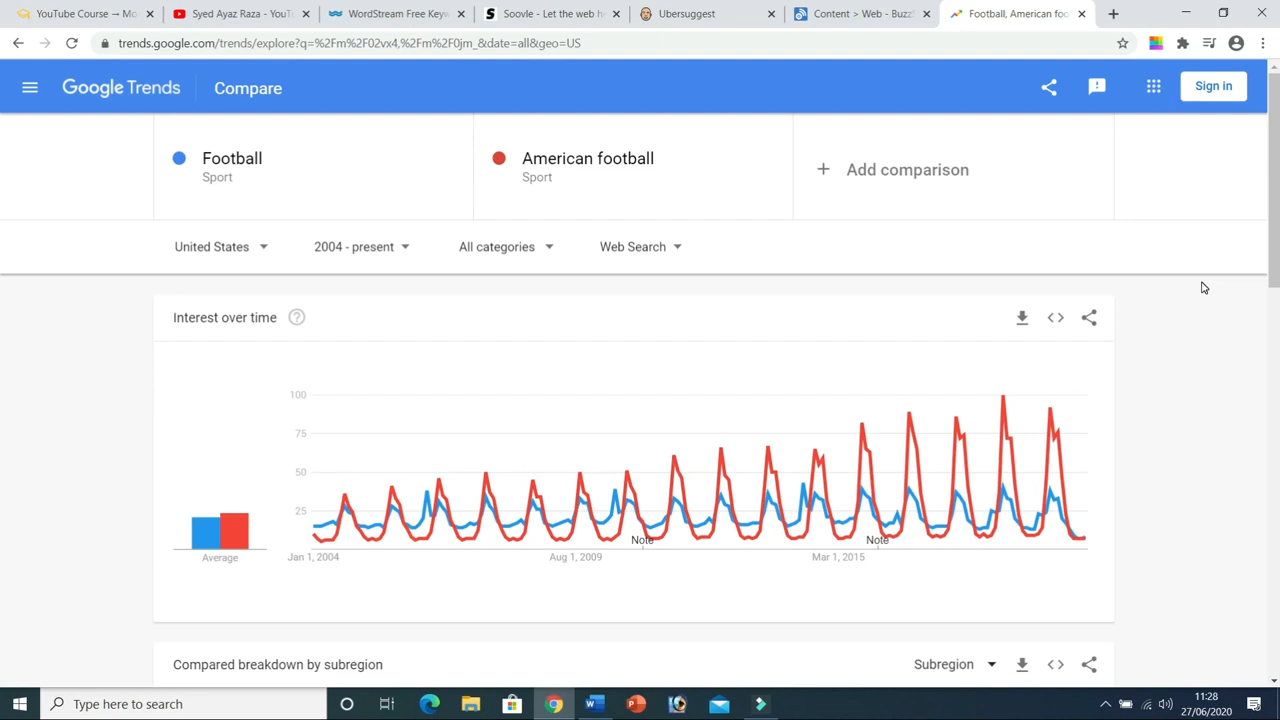 YouTube Course → Mo
Syed Ayaz Raza - YouT
WordStream Free Keyw
Soovle - Let the web h
Ubersuggest
Content > Web - Buzz
Football, American foo
trends.google.com/trends/explore?q=%2Fm%2F02vx4,%2Fm%2F0jm_&date=all&geo=US
Google Trends
Compare
Sign in
Football
Sport
American football
Sport
+ Add comparison
United States
2004 - present
All categories
Web Search
Interest over time
100
75
50
25
Note
Note
Average
Jan 1, 2004
Aug 1, 2009
Mar 1, 2015
Compared breakdown by subregion
Subregion
Type here to search
11:28
27/06/2020